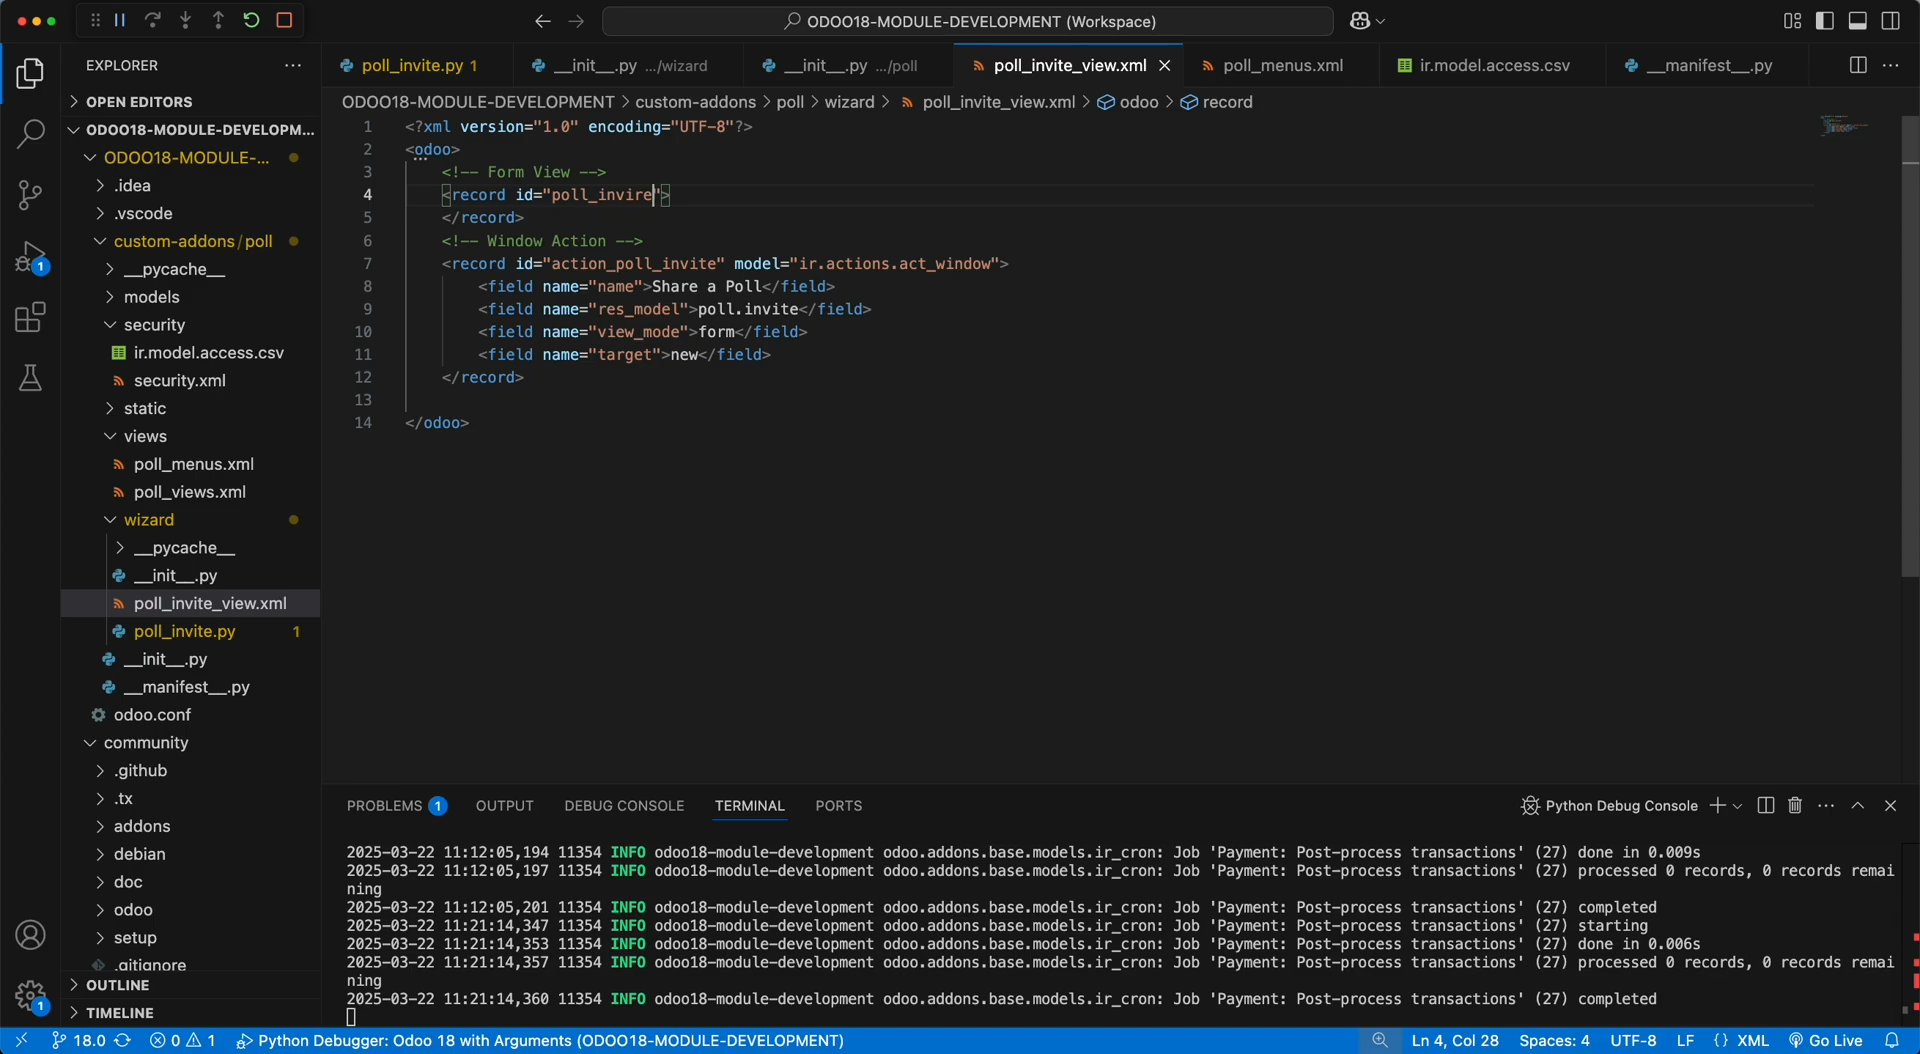 ODOO18-MODULE-DEVELOPMENT (Workspace)
EXPLORER
OPEN EDITORS
ODOO18-MODULE-DEVELOPM...
ODOO18-MODULE-...
.idea
.vscode
custom-addons/poll
__pycache__
models
security
ir.model.access.csv
security.xml
static
views
poll_menus.xml
poll_views.xml
wizard
__pycache__
__init__.py
poll_invite_view.xml
poll_invite.py 1
__init__.py
__manifest__.py
odoo.conf
community
.github
.tx
addons
debian
doc
odoo
setup
.gitignore
OUTLINE
TIMELINE
1
1
poll_invite.py 1 __init__.py .../wizard __init__.py .../poll poll_invite_view.xml poll_menus.xml ir.model.access.csv __manifest__.py
ODOO18-MODULE-DEVELOPMENT > custom-addons > poll > wizard > poll_invite_view.xml > odoo > record
1 <?xml version="1.0" encoding="UTF-8"?>
2 <odoo>
3 <!-- Form View -->
4 <record id="poll_invire">
5 </record>
6 <!-- Window Action -->
7 <record id="action_poll_invite" model="ir.actions.act_window">
8 <field name="name">Share a Poll</field>
9 <field name="res_model">poll.invite</field>
10 <field name="view_mode">form</field>
11 <field name="target">new</field>
12 </record>
13
14 </odoo>
PROBLEMS 1 OUTPUT DEBUG CONSOLE TERMINAL PORTS Python Debug Console
2025-03-22 11:12:05,194 11354 INFO odoo18-module-development odoo.addons.base.models.ir_cron: Job 'Payment: Post-process transactions' (27) done in 0.009s
2025-03-22 11:12:05,197 11354 INFO odoo18-module-development odoo.addons.base.models.ir_cron: Job 'Payment: Post-process transactions' (27) processed 0 records, 0 records remai
ning
2025-03-22 11:12:05,201 11354 INFO odoo18-module-development odoo.addons.base.models.ir_cron: Job 'Payment: Post-process transactions' (27) completed
2025-03-22 11:21:14,347 11354 INFO odoo18-module-development odoo.addons.base.models.ir_cron: Job 'Payment: Post-process transactions' (27) starting
2025-03-22 11:21:14,353 11354 INFO odoo18-module-development odoo.addons.base.models.ir_cron: Job 'Payment: Post-process transactions' (27) done in 0.006s
2025-03-22 11:21:14,357 11354 INFO odoo18-module-development odoo.addons.base.models.ir_cron: Job 'Payment: Post-process transactions' (27) processed 0 records, 0 records remai
ning
2025-03-22 11:21:14,360 11354 INFO odoo18-module-development odoo.addons.base.models.ir_cron: Job 'Payment: Post-process transactions' (27) completed
18.0 0 1 Python Debugger: Odoo 18 with Arguments (ODOO18-MODULE-DEVELOPMENT) Ln 4, Col 28 Spaces: 4 UTF-8 LF {} XML Go Live